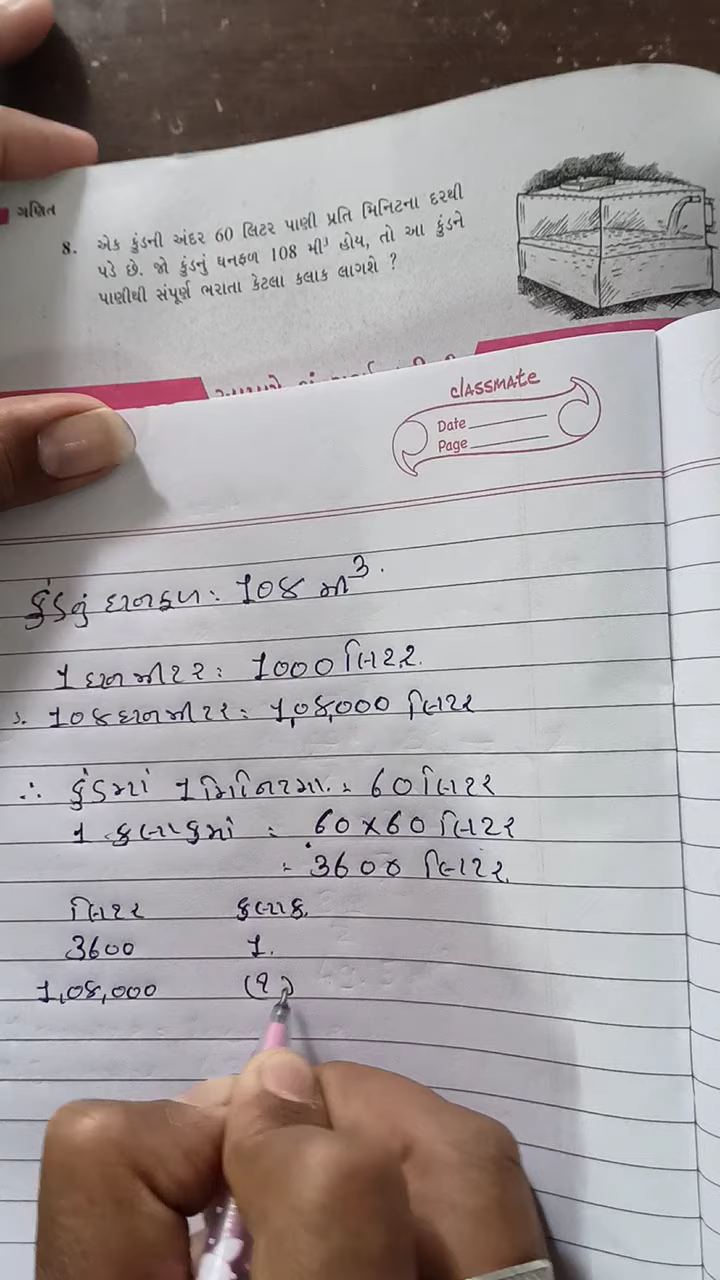 ગણિત
8. એક કુંડની અંદર 60 લિટર પાણી પ્રતિ મિનિટના દરથી
પડે છે. જો કુંડનું ઘનફળ 108 મી³ હોય, તો આ કુંડને
પાણીથી સંપૂર્ણ ભરાતા કેટલા કલાક લાગશે ?
classmate
Date
Page
કુંડનું ઘનફળ : 108 મી³.
1 ઘનમીટર : 1000 લિટર.
∴ 108 ઘનમીટર : 1,08,000 લિટર
∴ કુંડમાં 1 મિનિટમા : 60 લિટર
1 કલાકમાં : 60 × 60 લિટર
: 3600 લિટર
લિટર કલાક
3600 1.
1,08,000 (?)